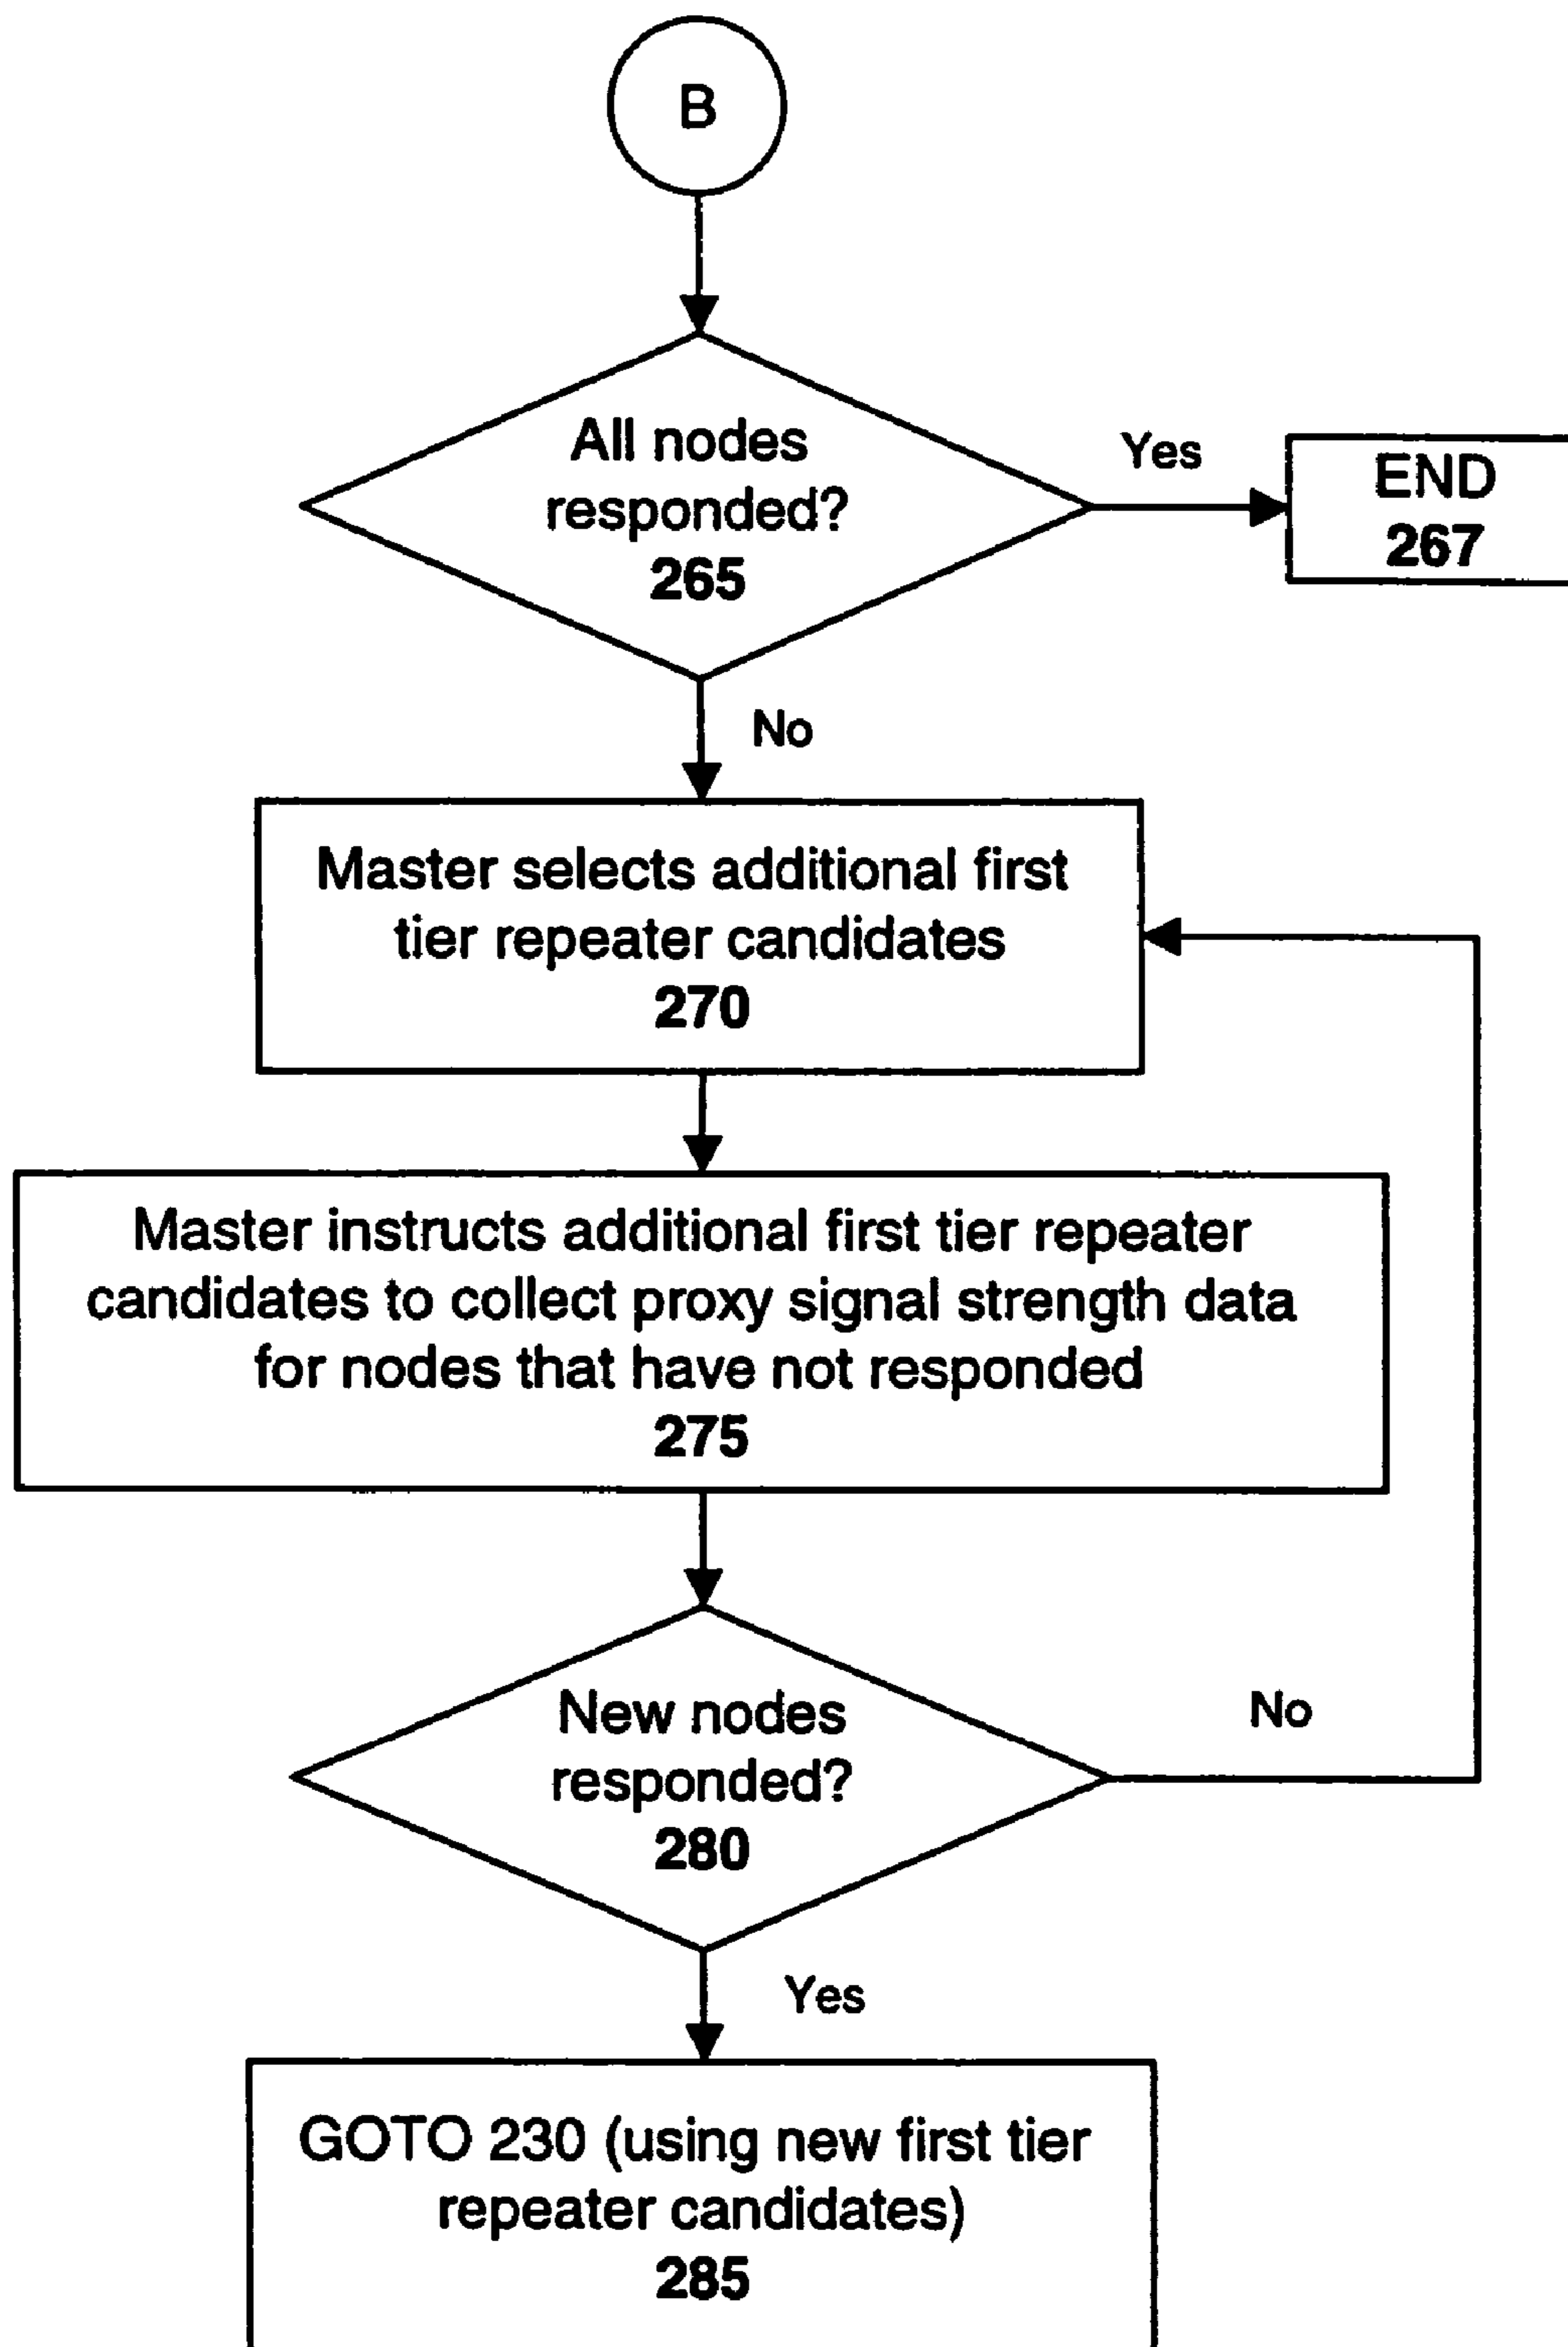 B
All nodes
responded?
265
Yes
END
267
No
Master selects additional first
tier repeater candidates
270
Master instructs additional first tier repeater
candidates to collect proxy signal strength data
for nodes that have not responded
275
New nodes
responded?
280
No
Yes
GOTO 230 (using new first tier
repeater candidates)
285